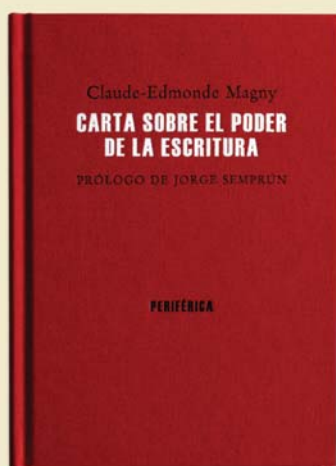 Claude-Edmonde Magny
CARTA SOBRE EL PODER
DE LA ESCRITURA
PRÓLOGO DE JORGE SEMPRÚN
PERIFÉRICA